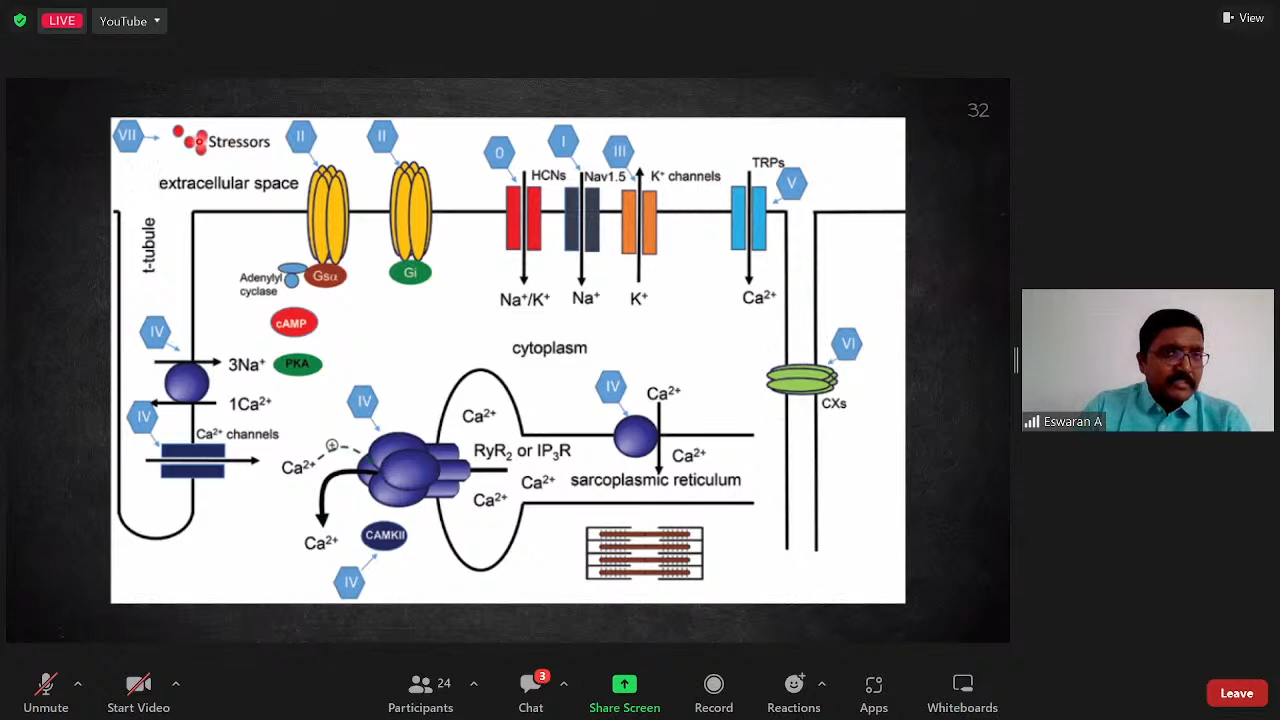 LIVE
YouTube
View
32
VII
Stressors
II
II
0
I
III
HCNs
Nav1.5
K⁺ channels
TRPs
V
extracellular space
t-tubule
Adenylyl
cyclase
Gsα
Gi
Na⁺/K⁺
Na⁺
K⁺
Ca²⁺
cAMP
IV
cytoplasm
VI
3Na⁺
PKA
1Ca²⁺
IV
IV
IV
Ca²⁺
CXs
Ca²⁺
Ca²⁺ channels
+
RyR₂ or IP₃R
Ca²⁺
Ca²⁺
Ca²⁺
sarcoplasmic reticulum
Ca²⁺
Ca²⁺
CAMKII
IV
Eswaran A
Unmute
Start Video
24
Participants
3
Chat
Share Screen
Record
Reactions
Apps
Whiteboards
Leave